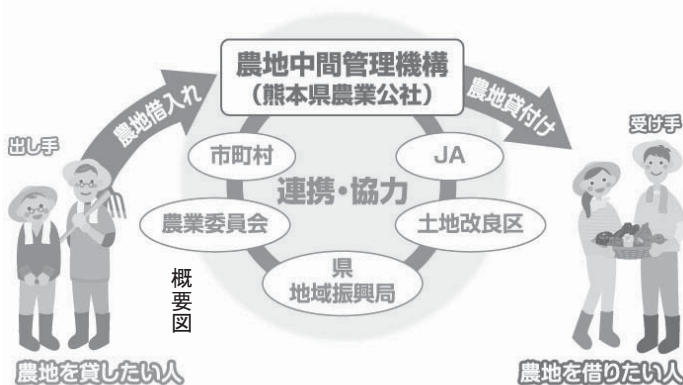 農地中間管理機構
（熊本県農業公社）
農地借入れ
農地貸付け
出し手
受け手
市町村
JA
連携・協力
農業委員会
土地改良区
県
地域振興局
概要図
農地を貸したい人
農地を借りたい人